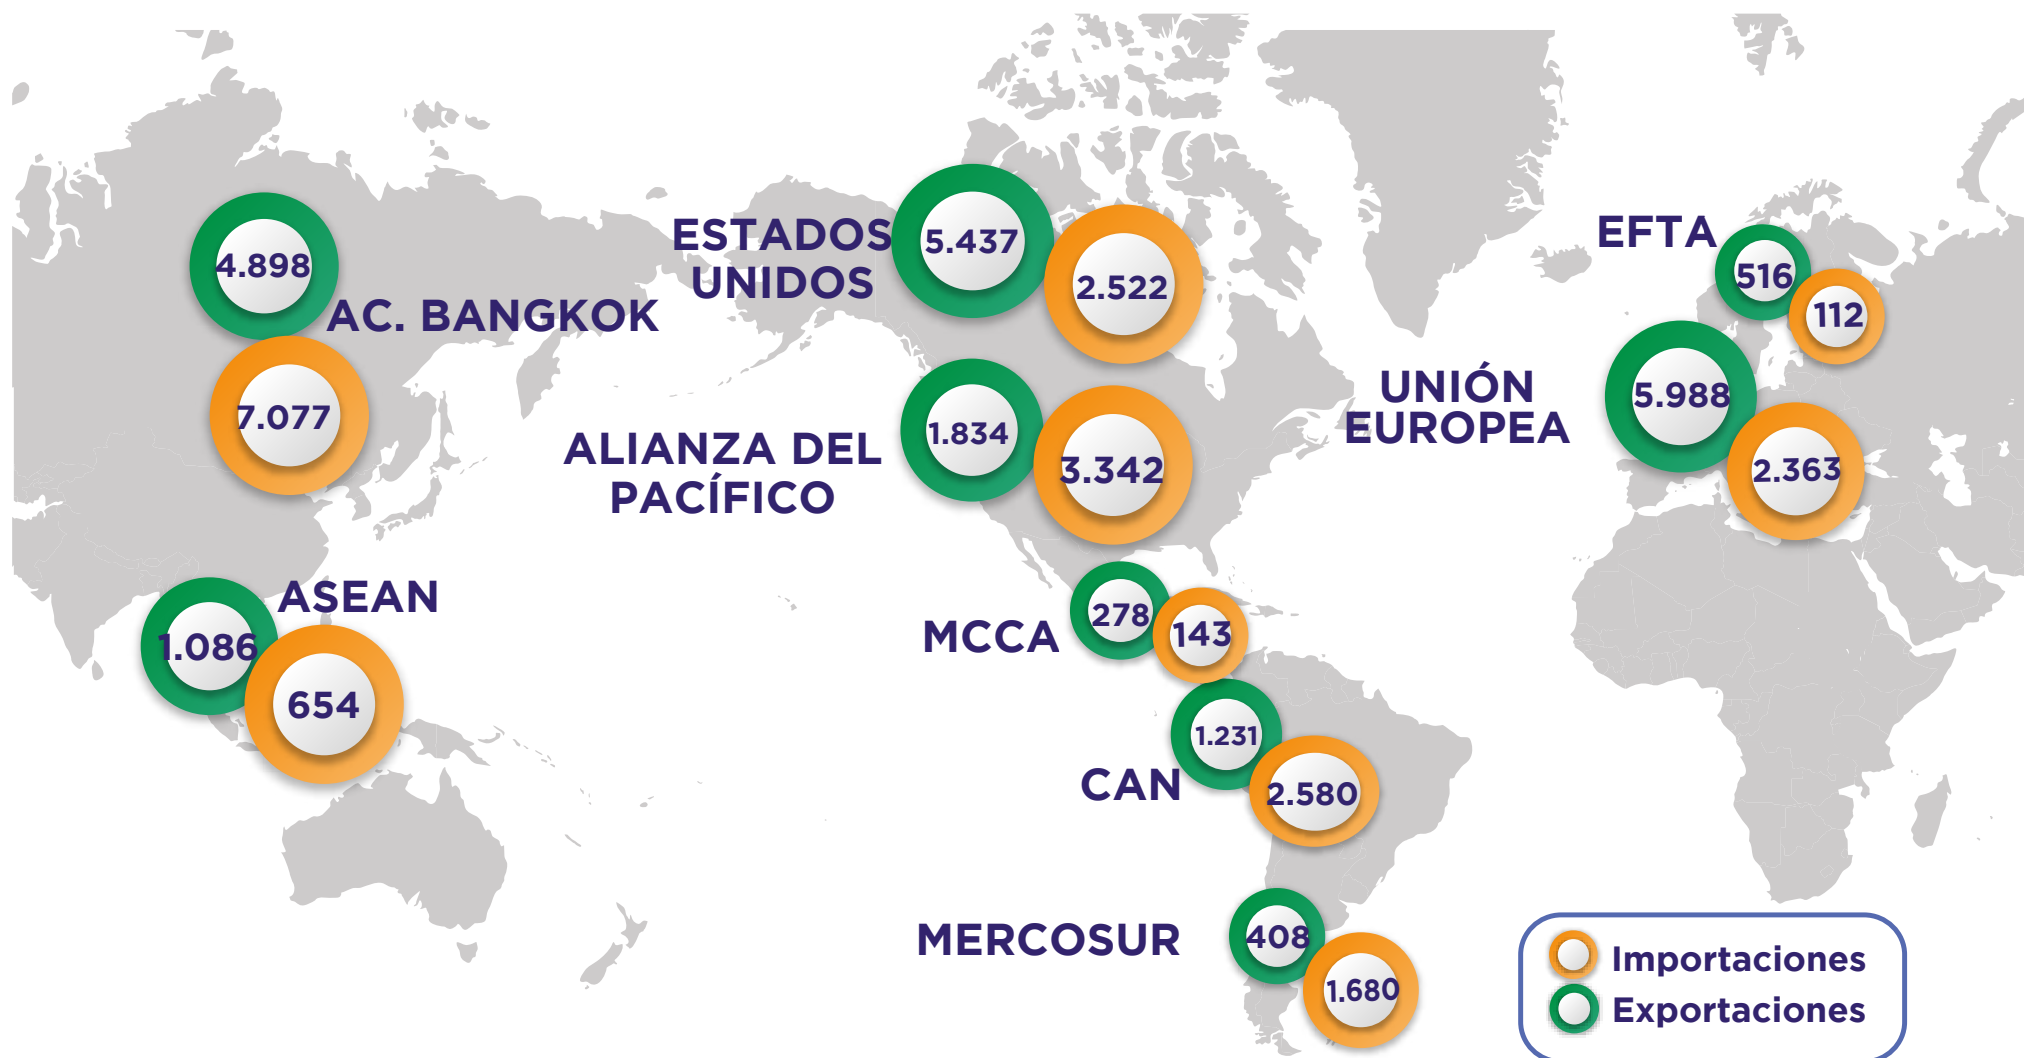 4.898
AC. BANGKOK
7.077
ASEAN
1.086
654
ESTADOS
UNIDOS
5.437
2.522
ALIANZA DEL
PACÍFICO
1.834
3.342
MCCA
278
143
CAN
1.231
2.580
MERCOSUR
408
1.680
EFTA
516
112
UNIÓN
EUROPEA
5.988
2.363
Importaciones
Exportaciones